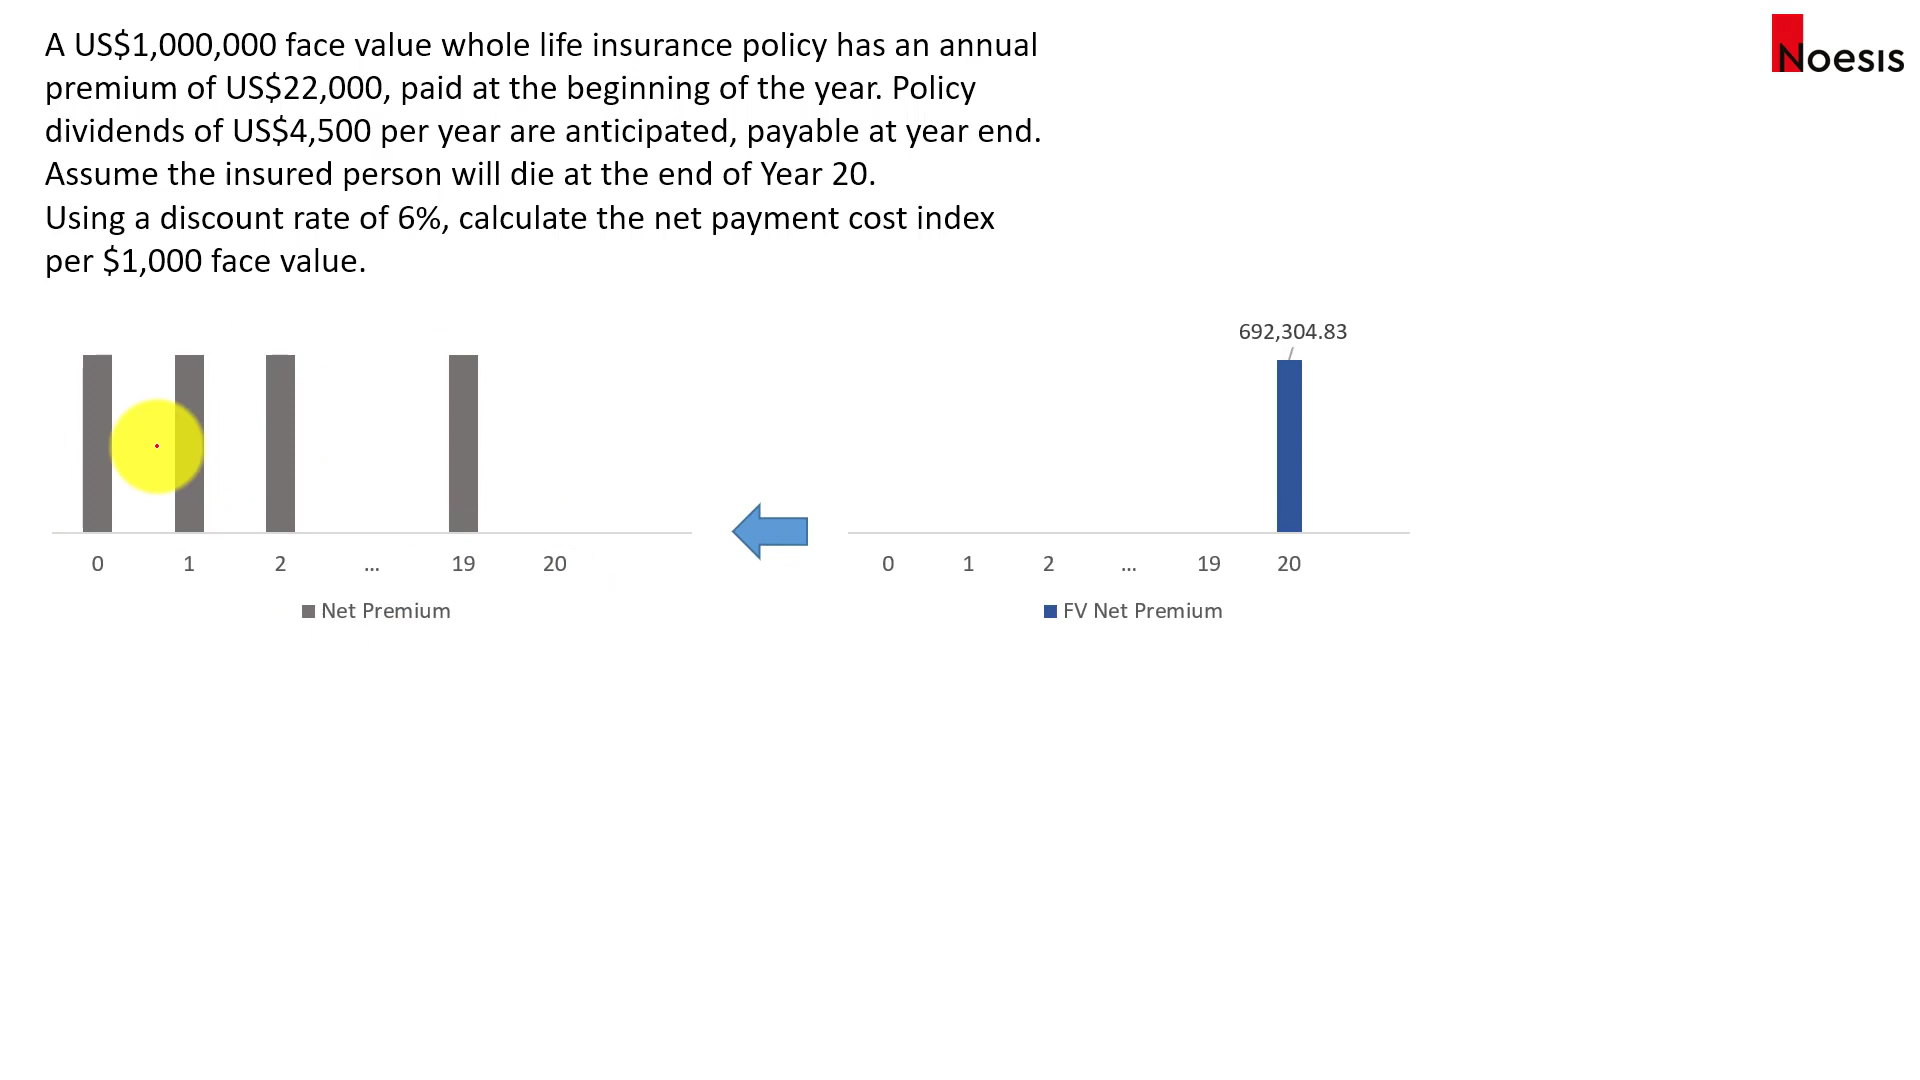 A US$1,000,000 face value whole life insurance policy has an annual
premium of US$22,000, paid at the beginning of the year. Policy
dividends of US$4,500 per year are anticipated, payable at year end.
Assume the insured person will die at the end of Year 20.
Using a discount rate of 6%, calculate the net payment cost index
per $1,000 face value.
Noesis
692,304.83
0 1 2 ... 19 20
Net Premium
0 1 2 ... 19 20
FV Net Premium